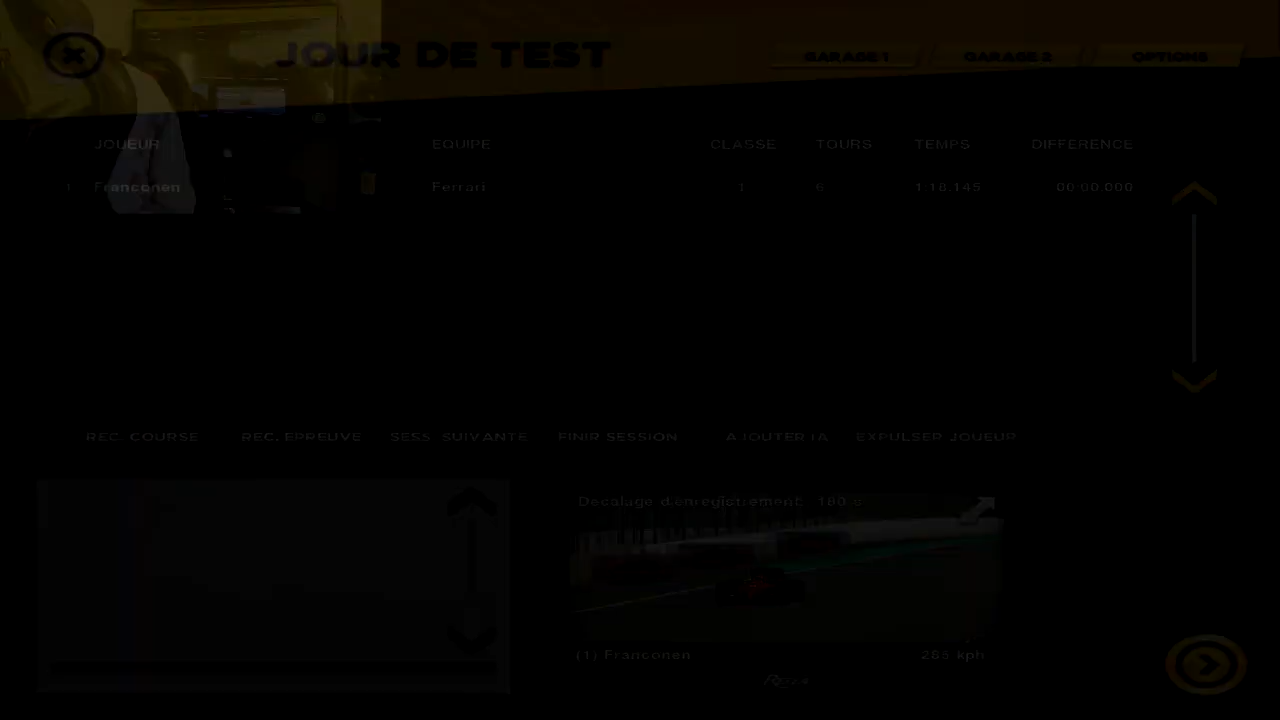 JOUR DE TEST
GARAGE 1
GARAGE 2
OPTIONS
JOUEUR EQUIPE CLASSE TOURS TEMPS DIFFERENCE
1 Franconen Ferrari 1 6 1:18.145 00:00.000
REC. COURSE REC. EPREUVE SESS. SUIVANTE FINIR SESSION AJOUTER IA EXPULSER JOUEUR
Decalage d'enregistrement: 180 s
(1) Franconen 285 kph